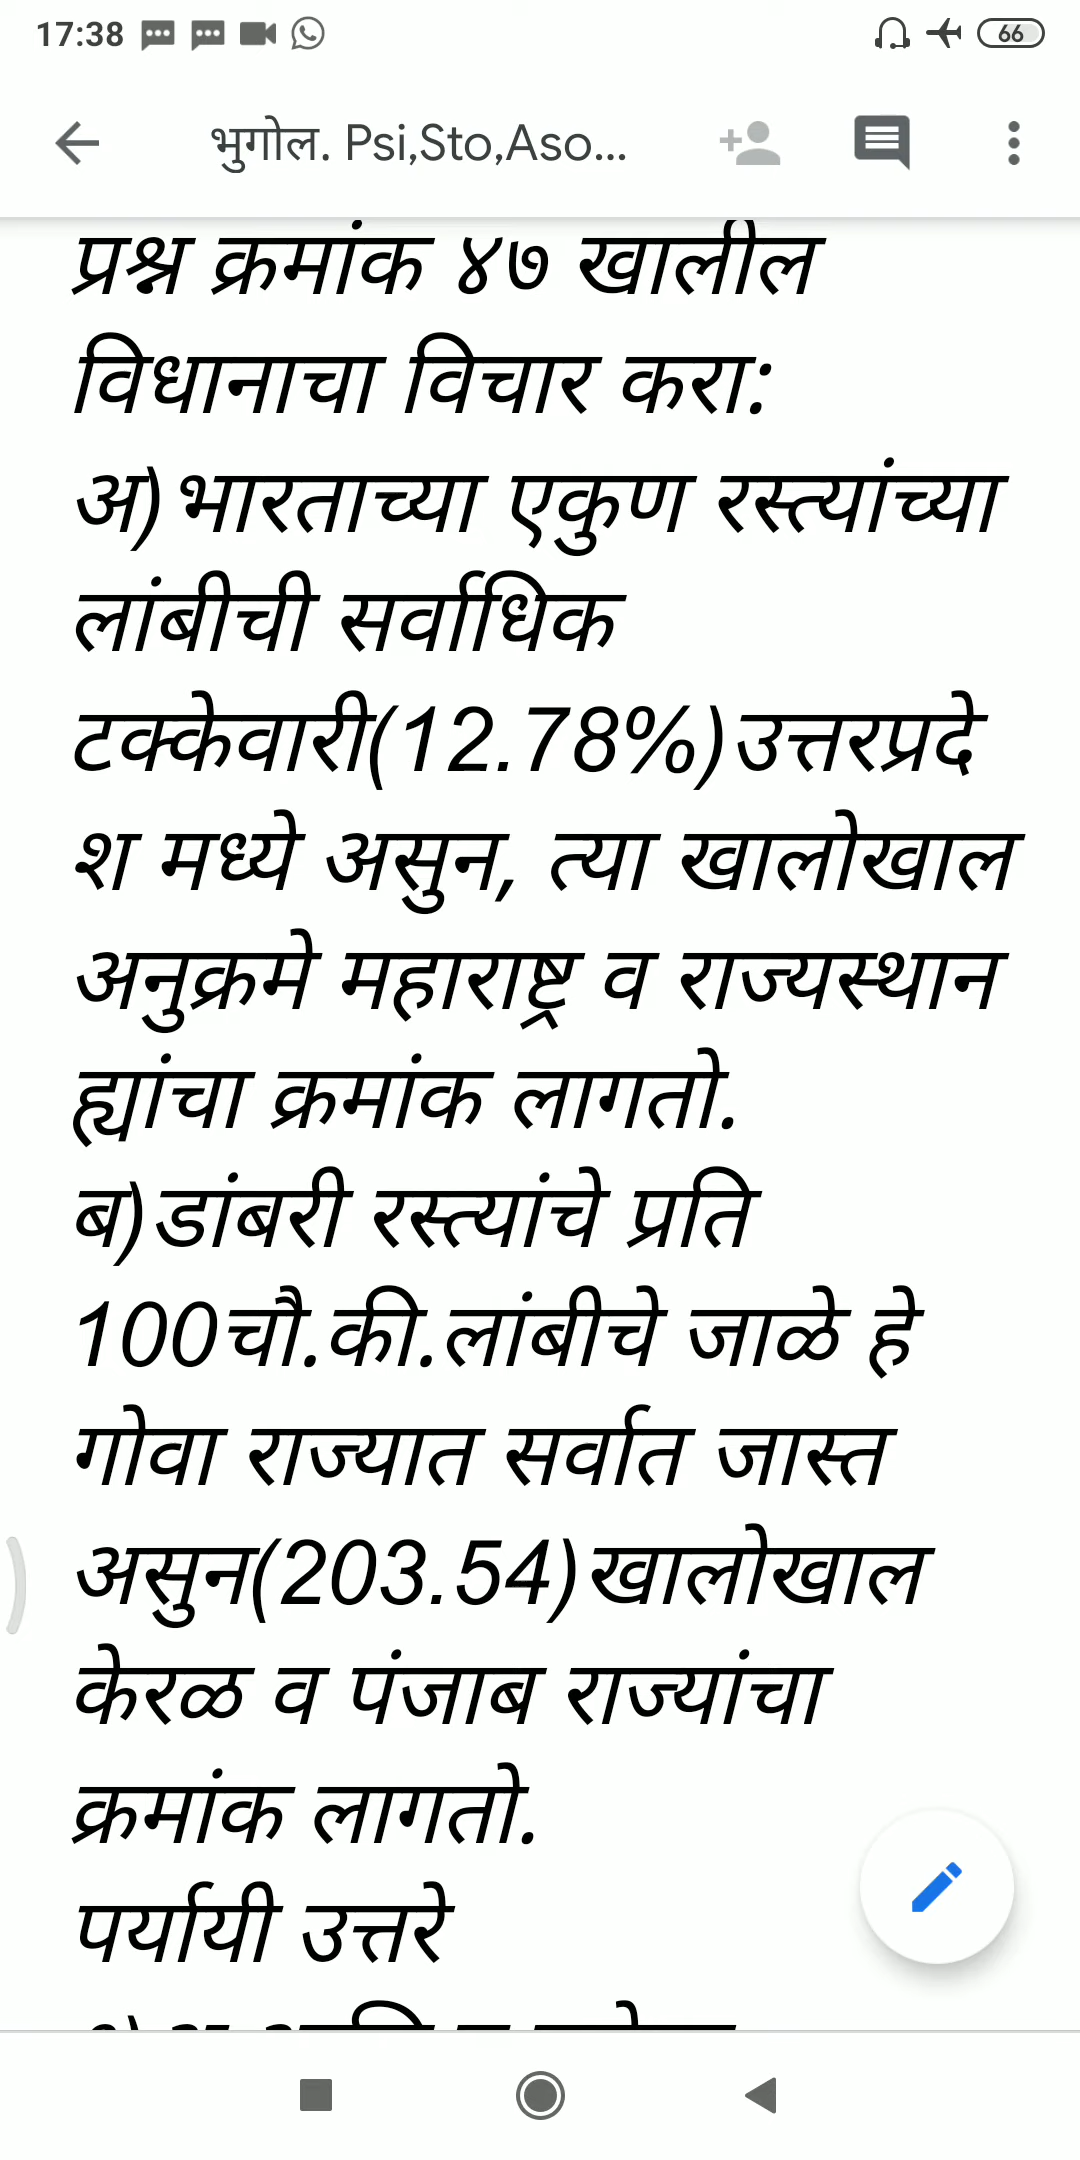 17:38
66
भुगोल. Psi,Sto,Aso...
प्रश्न क्रमांक ४७ खालील
विधानाचा विचार करा:
अ)भारताच्या एकुण रस्त्यांच्या
लांबीची सर्वाधिक
टक्केवारी(12.78%)उत्तरप्रदे
श मध्ये असुन, त्या खालोखाल
अनुक्रमे महाराष्ट्र व राज्यस्थान
ह्यांचा क्रमांक लागतो.
ब)डांबरी रस्त्यांचे प्रति
100चौ.की.लांबीचे जाळे हे
गोवा राज्यात सर्वात जास्त
असुन(203.54)खालोखाल
केरळ व पंजाब राज्यांचा
क्रमांक लागतो.
पर्यायी उत्तरे